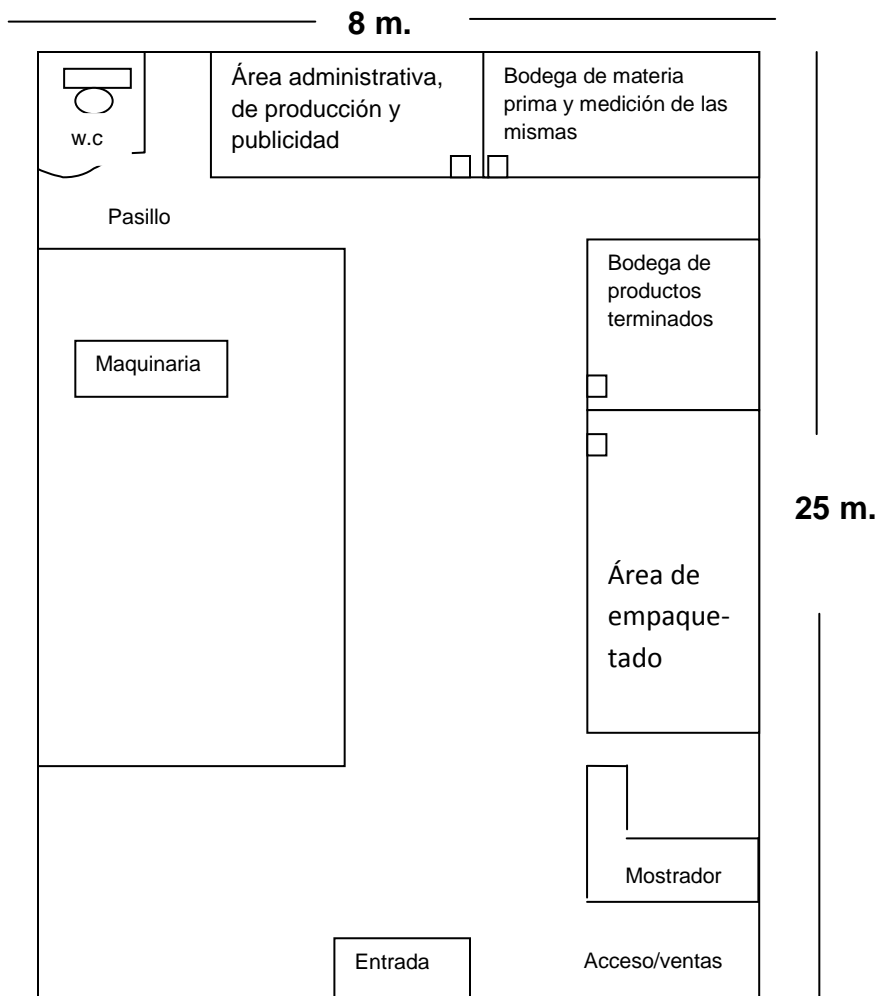 8 m.
Área administrativa,
de producción y
publicidad
Bodega de materia
prima y medición de las
mismas
w.c
Pasillo
Bodega de
productos
terminados
Maquinaria
25 m.
Área de
empaque-
tado
Mostrador
Entrada
Acceso/ventas